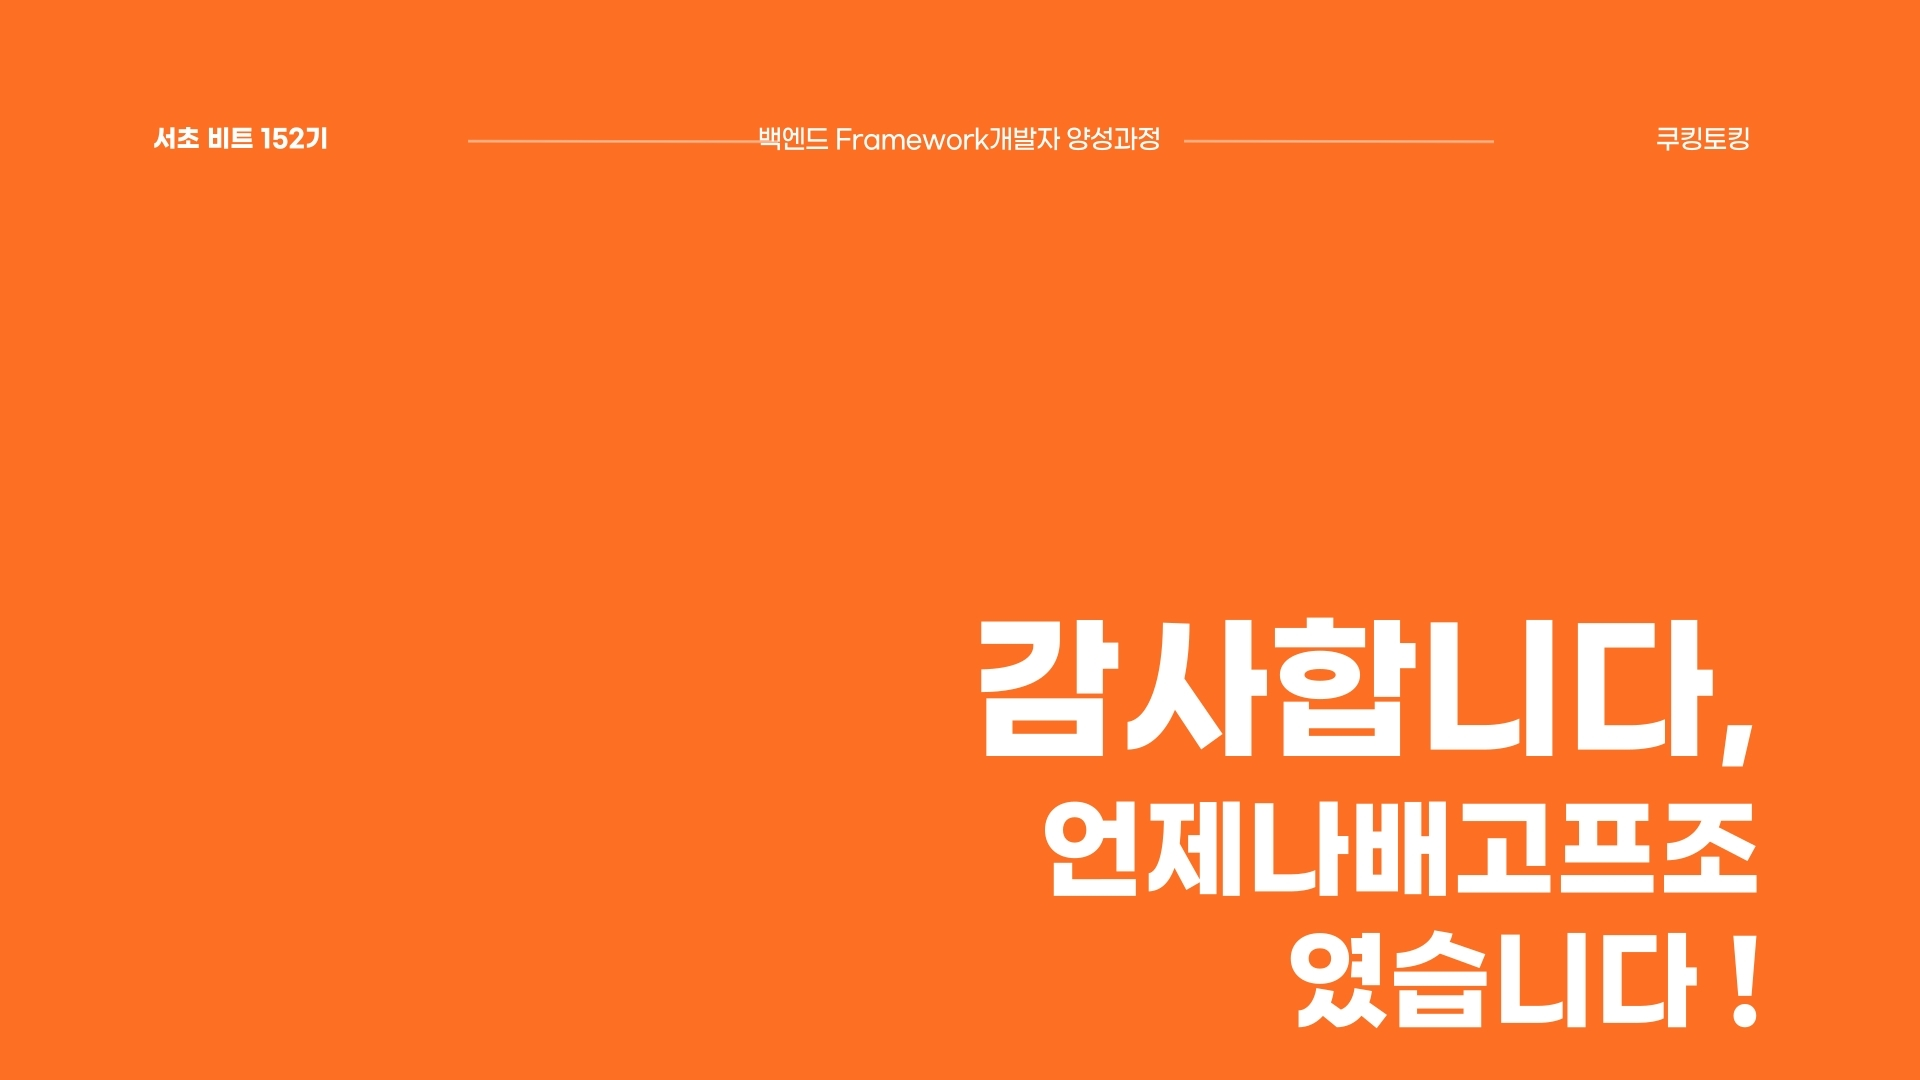 서초 비트 152기
백엔드 Framework개발자 양성과정
쿠킹토킹
감사합니다,
언제나배고프조
였습니다 !